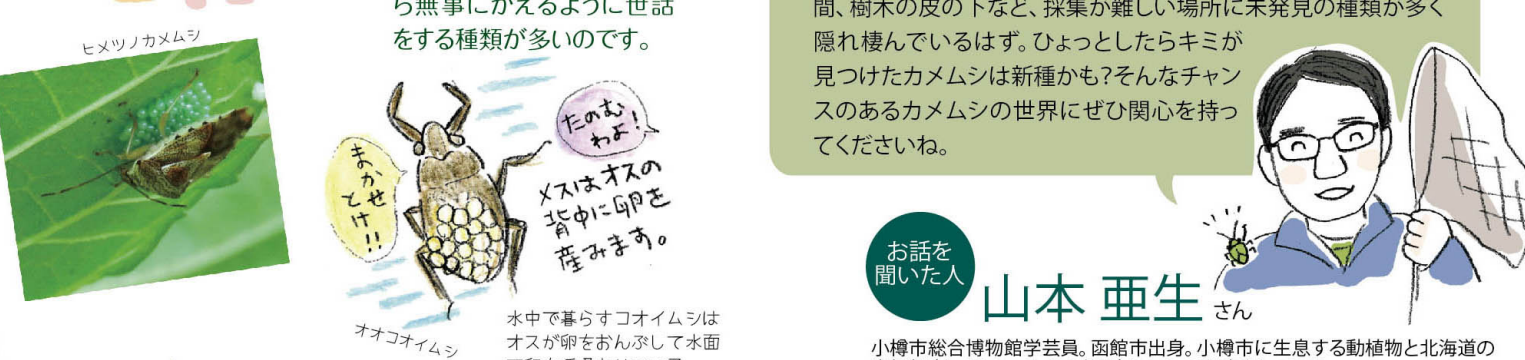 ヒメツノカメムシ
ら無事にかえるように世話
をする種類が多いのです。
まかせ
とけ!!
たのむ
わよ!
メスはオスの
背中に卵を
産みます。
オオコオイムシ
水中で暮らすコオイムシは
オスが卵をおんぶして水面
間、樹木の皮の下など、採集が難しい場所に未発見の種類が多く
隠れ棲んでいるはず。ひょっとしたらキミが
見つけたカメムシは新種かも?そんなチャン
スのあるカメムシの世界にぜひ関心を持っ
てくださいね。
お話を
聞いた人
山本 亜生さん
小樽市総合博物館学芸員。函館市出身。小樽市に生息する動植物と北海道の